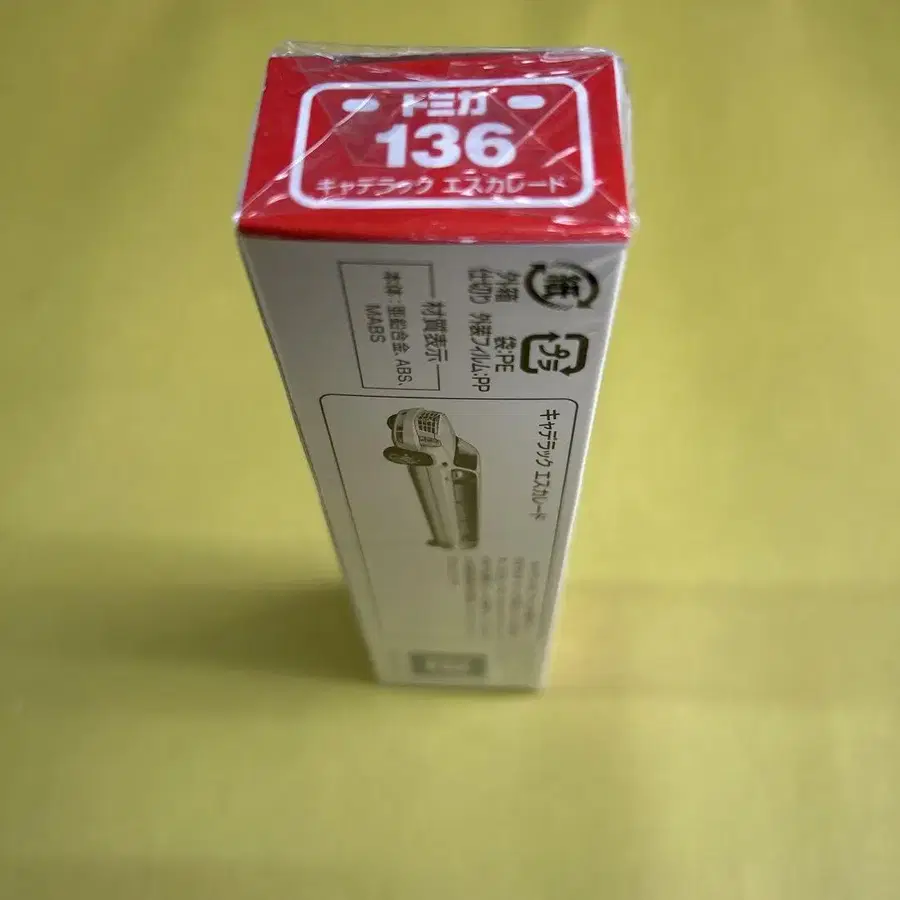 トミカ
136
キャデラック エスカレード
紙
外箱
仕切り
プラ
袋:PE
外装フィルム:PP
材質表示
本体:亜鉛合金、ABS、
MABS
キャデラック エスカレード